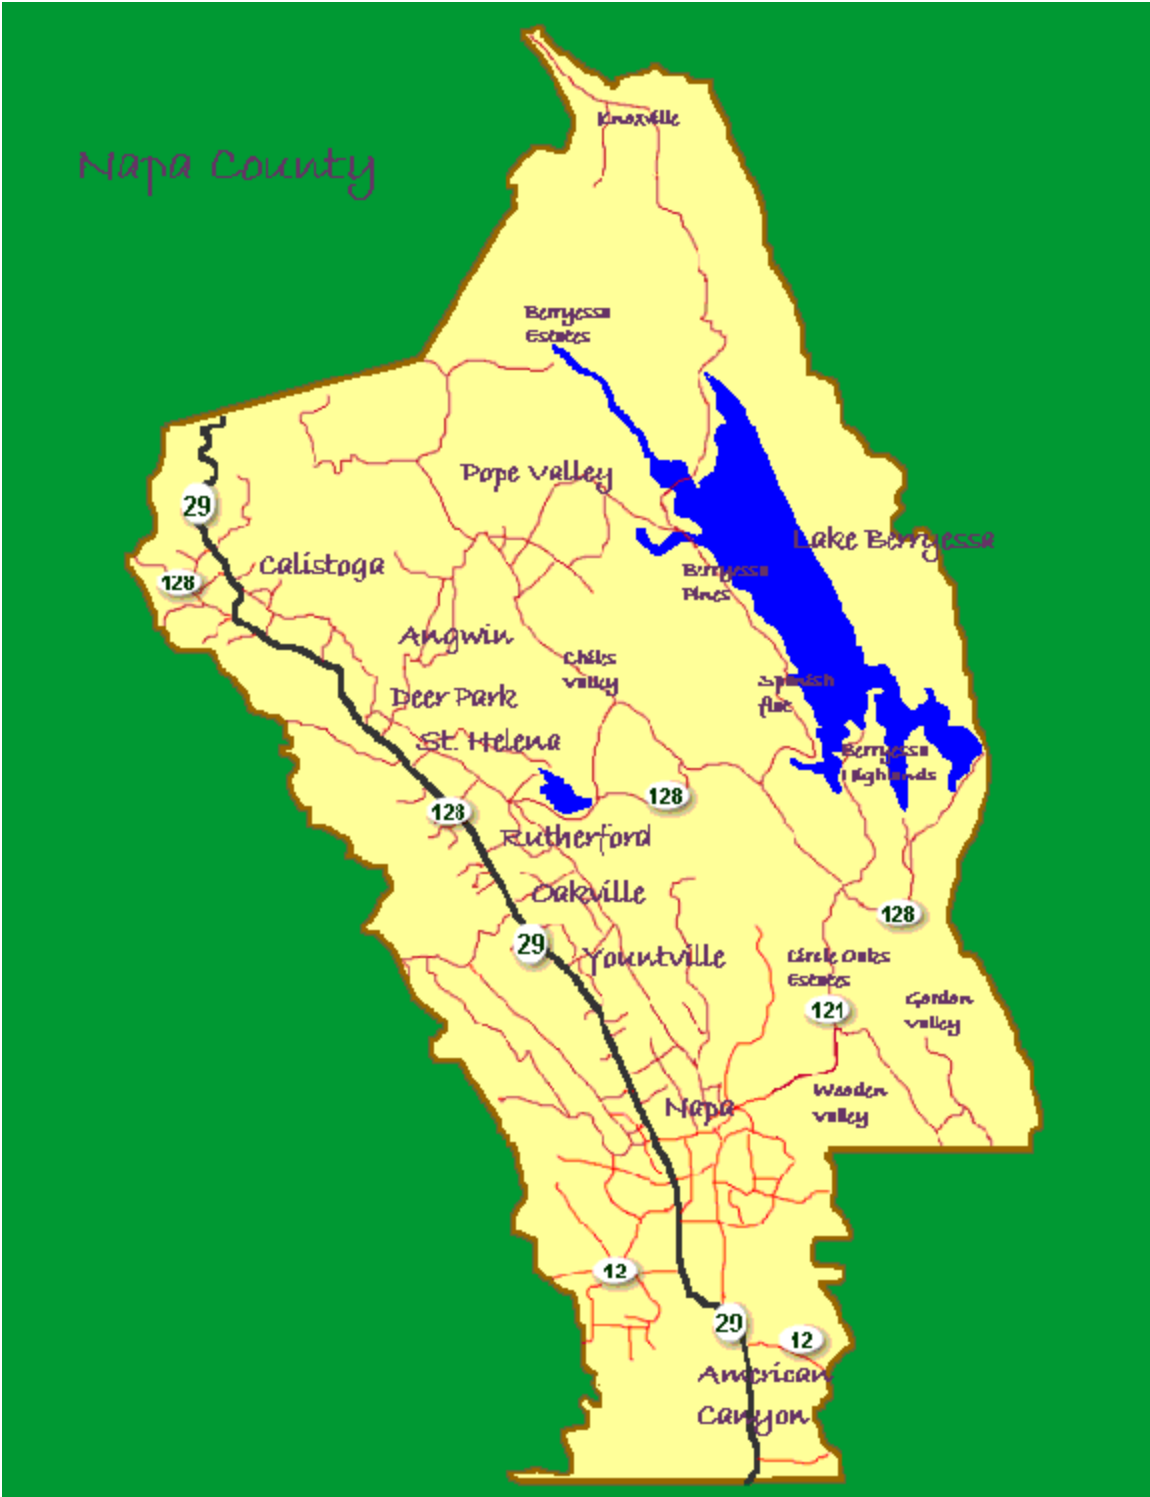 Knoxville
Napa County
Berryessa
Estates
Pope Valley
29
Lake Berryessa
Calistoga
128
Berryessa
Pines
Angwin
Chiles
Valley
Spanish
Flat
Deer Park
St. Helena
Berryessa
Highlands
128
128
Rutherford
Oakville
128
29
Yountville
Circle Oaks
Estates
Gordon
Valley
121
Wooden
Valley
Napa
12
29
12
American
Canyon